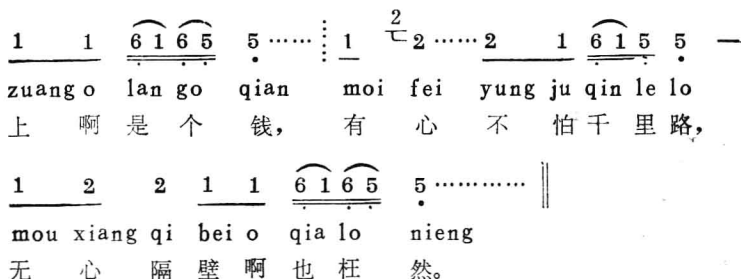 2
1 1 6 1 6 5 5 …… 1 2 …… 2 1 6 1 5 5 —
zuang o lan go qian moi fei yung ju qin le lo
上 啊 是 个 钱， 有 心 不 怕 千 里 路，
1 2 2 1 1 6 1 6 5 5 …………
mou xiang qi bei o qia lo nieng
无 心 隔 壁 啊 也 枉 然。